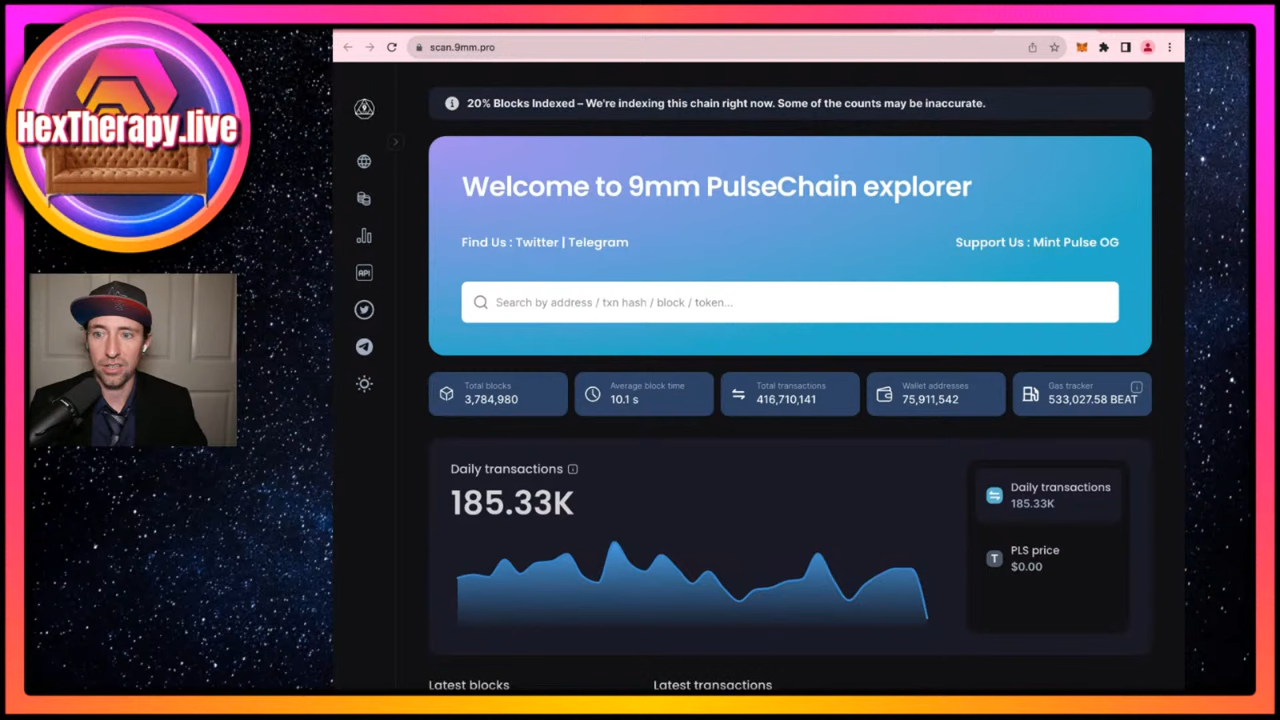 HexTherapy.live
scan.9mm.pro
20% Blocks Indexed – We're indexing this chain right now. Some of the counts may be inaccurate.
Welcome to 9mm PulseChain explorer
Find Us : Twitter | Telegram
Support Us : Mint Pulse OG
API
Search by address / txn hash / block / token...
Total blocks
3,784,980
Average block time
10.1 s
Total transactions
416,710,141
Wallet addresses
75,911,542
Gas tracker
533,027.58 BEAT
Daily transactions
185.33K
Daily transactions
185.33K
T
PLS price
$0.00
Latest blocks
Latest transactions